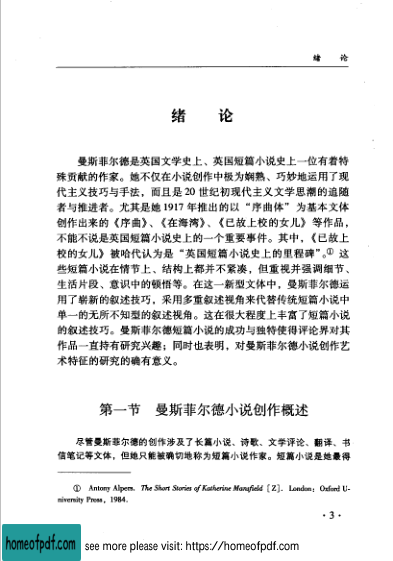 绪 论
绪 论
曼斯菲尔德是英国文学史上、英国短篇小说史上一位有着特
殊贡献的作家。她不仅在小说创作中极为娴熟、巧妙地运用了现
代主义技巧与手法，而且是 20 世纪初现代主义文学思潮的追随
者与推进者。尤其是她 1917 年推出的以“序曲体”为基本文体
创作出来的《序曲》、《在海湾》、《已故上校的女儿》等作品，
不能不说是英国短篇小说史上的一个重要事件。其中，《已故上
校的女儿》被哈代认为是“英国短篇小说史上的里程碑”。① 这
些短篇小说在情节上、结构上都并不紧凑，但重视并强调细节、
生活片段、意识中的顿悟等。在这一新型文体中，曼斯菲尔德运
用了崭新的叙述技巧，采用多重叙述视角来代替传统短篇小说中
单一的无所不知型的叙述视角。这在很大程度上丰富了短篇小说
的叙述技巧。曼斯菲尔德短篇小说的成功与独特使得评论界对其
作品一直持有研究兴趣；同时也表明，对曼斯菲尔德小说创作艺
术特征的研究的确有意义。
第一节 曼斯菲尔德小说创作概述
尽管曼斯菲尔德的创作涉及了长篇小说、诗歌、文学评论、翻译、书
信笔记等文体，但她只能被确切地称为短篇小说作家。短篇小说是她最得
① Antony Alpers. The Short Stories of Katherine Mansfield [Z]. London: Oxford U-
niversity Press, 1984.
· 3 ·
homeofpdf.com
see more please visit: https://homeofpdf.com